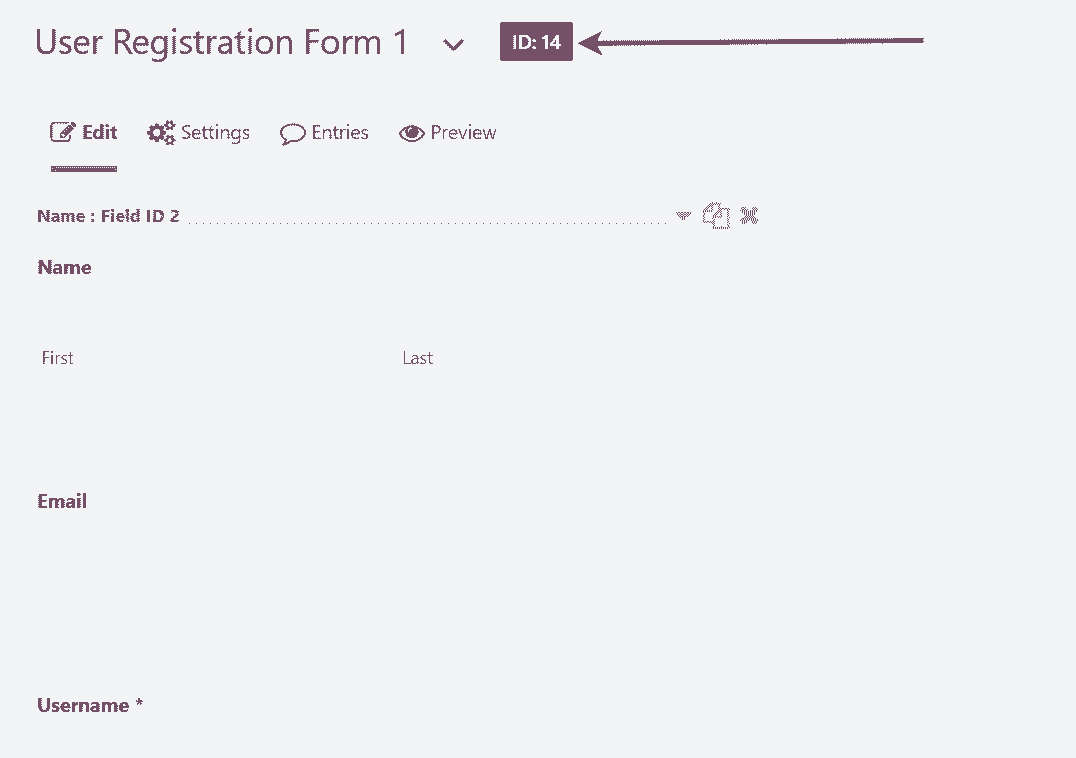 User Registration Form 1 ID: 14
Edit Settings Entries Preview
Name : Field ID 2
Name
First Last
Email
Username *